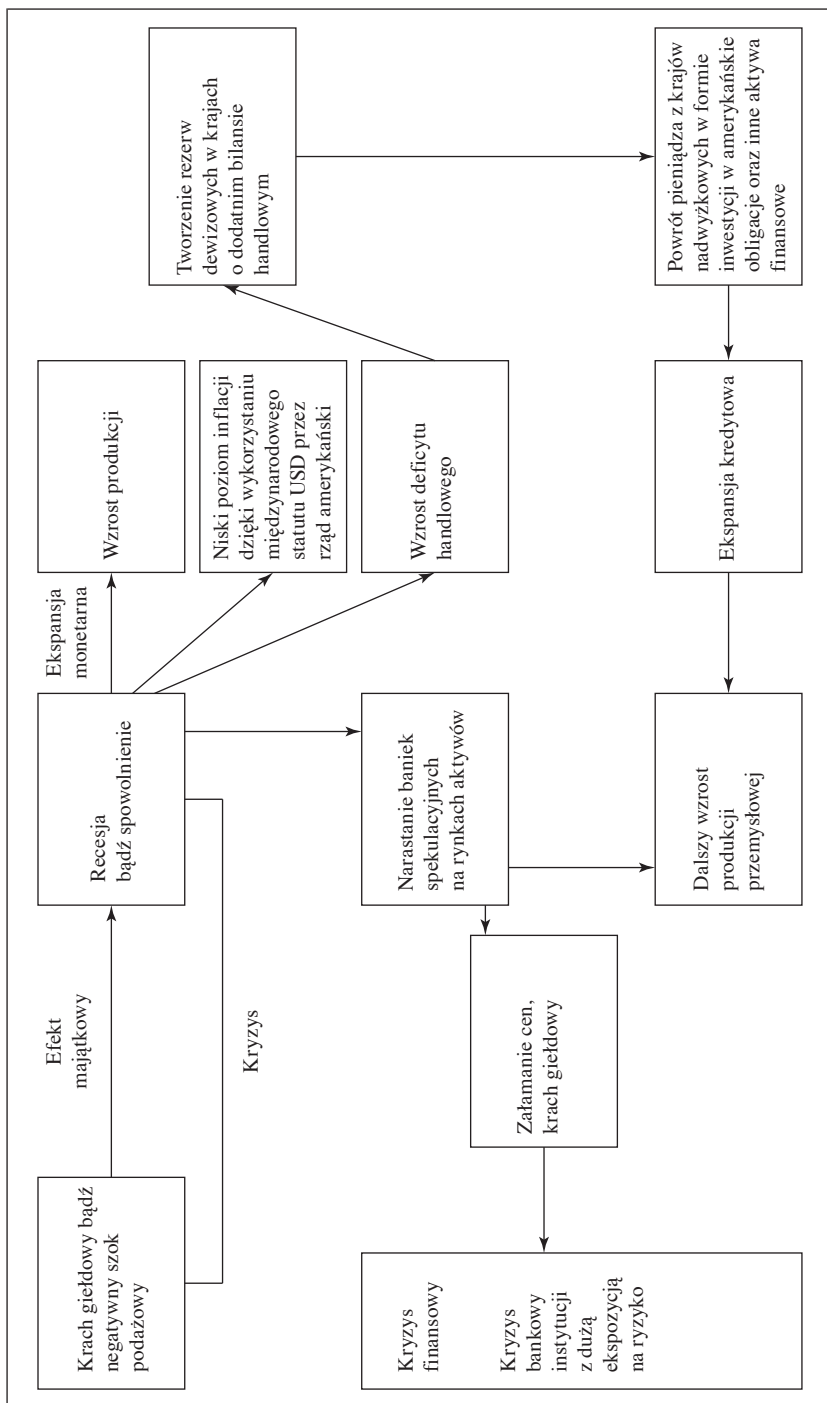 Krach giełdowy bądź
negatywny szok
podażowy
Efekt
majątkowy
Kryzys
Recesja
bądź spowolnienie
Ekspansja
monetarna
Wzrost produkcji
Niski poziom inflacji
dzięki wykorzystaniu
międzynarodowego
statutu USD przez
rząd amerykański
Wzrost deficytu
handlowego
Tworzenie rezerw
dewizowych w krajach
o dodatnim bilansie
handlowym
Kryzys
finansowy
Kryzys
bankowy
instytucji
z dużą
ekspozycją
na ryzyko
Załamanie cen,
krach giełdowy
Narastanie baniek
spekulacyjnych
na rynkach aktywów
Dalszy wzrost
produkcji
przemysłowej
Ekspansja kredytowa
Powrót pieniądza z krajów
nadwyżkowych w formie
inwestycji w amerykańskie
obligacje oraz inne aktywa
finansowe